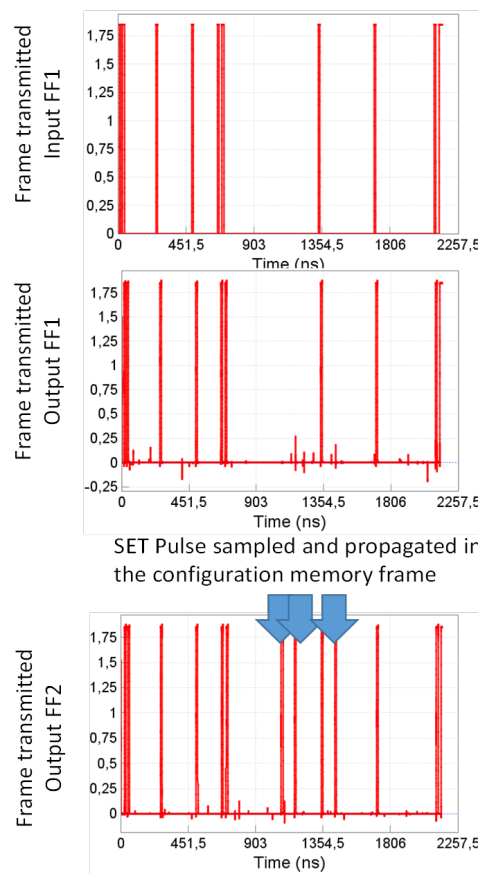 Frame transmitted
Input FF1
1,75
1,5
1,25
1
0,75
0,5
0,25
0
0 451,5 903 1354,5 1806 2257,5
Time (ns)
Frame transmitted
Output FF1
1,75
1,5
1,25
1
0,75
0,5
0,25
0
-0,25
0 451,5 903 1354,5 1806 2257,5
Time (ns)
SET Pulse sampled and propagated in
the configuration memory frame
Frame transmitted
Output FF2
1,75
1,5
1,25
1
0,75
0,5
0,25
0
0 451,5 903 1354,5 1806 2257,5
Time (ns)